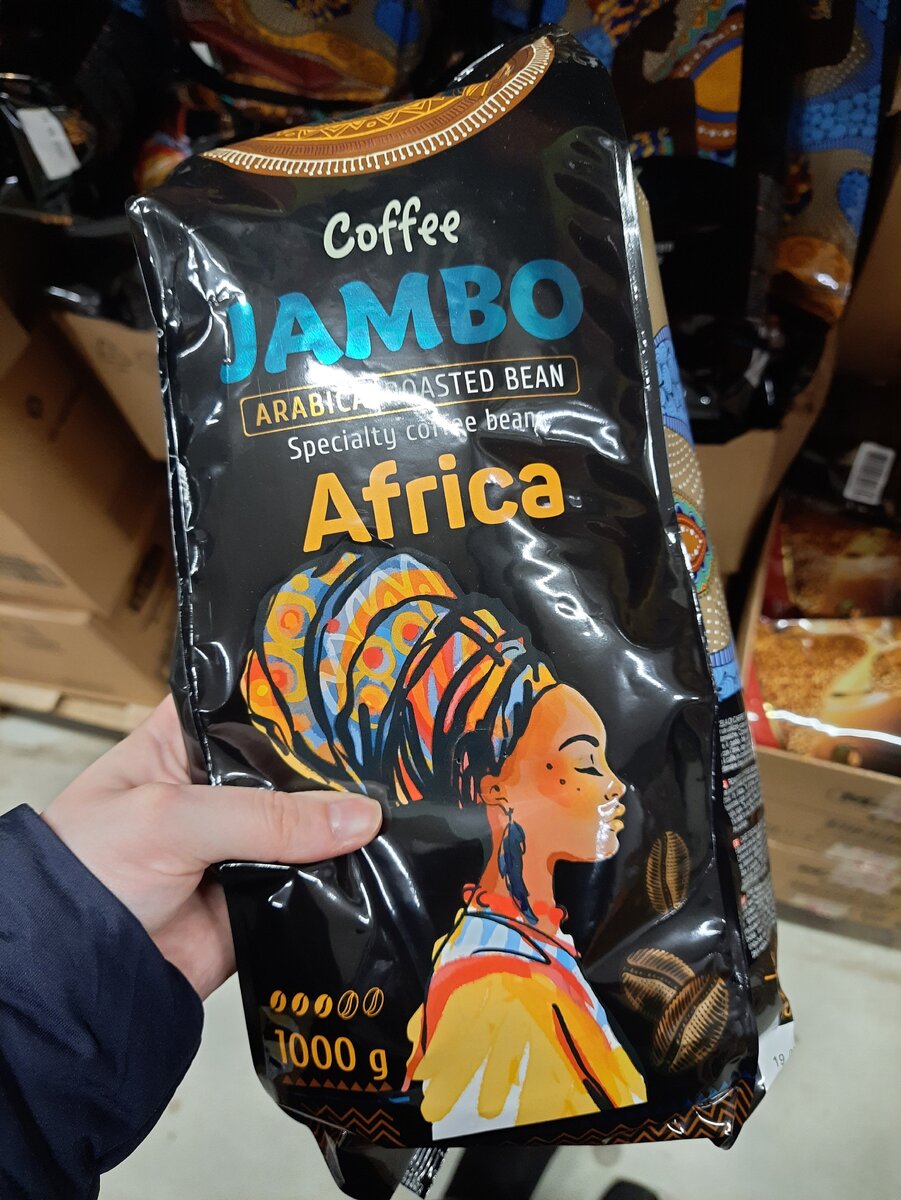 Coffee
JAMBO
ARABICA ROASTED BEAN
Specialty coffee beans
Africa
1000 g